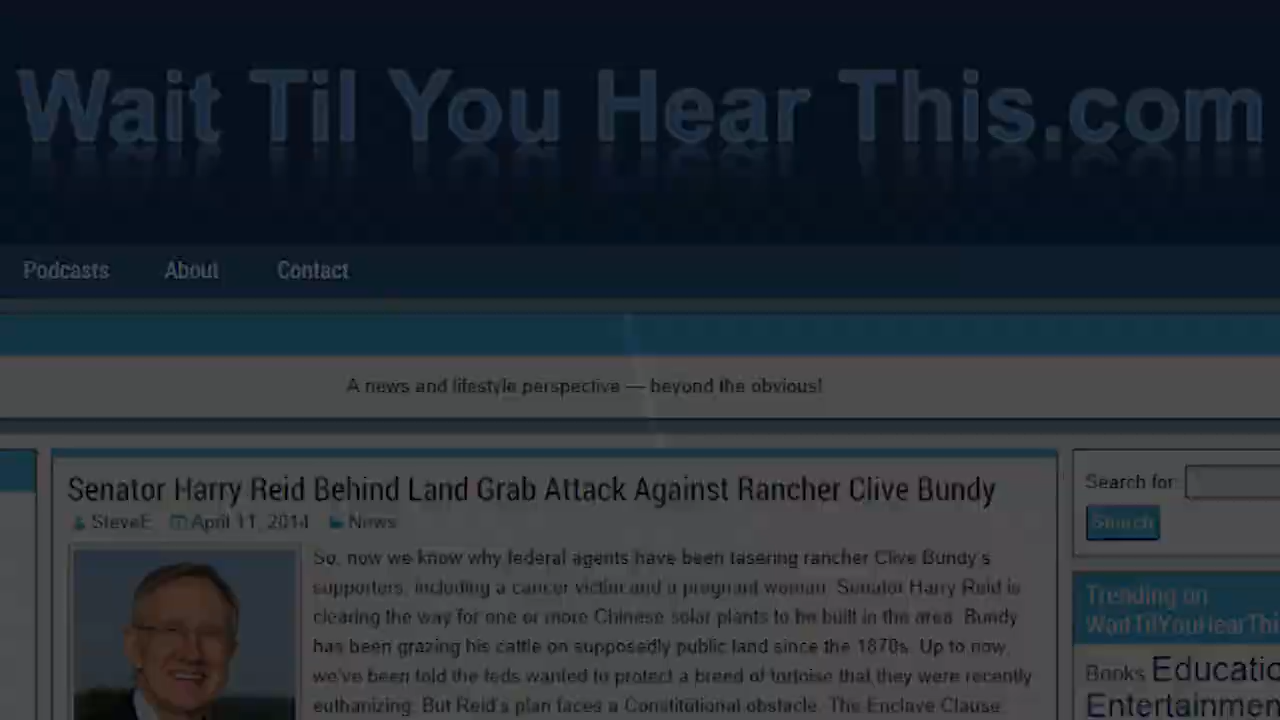 Wait Til You Hear This.com
Podcasts About Contact
A news and lifestyle perspective — beyond the obvious!
Senator Harry Reid Behind Land Grab Attack Against Rancher Clive Bundy
SteveE April 11, 2014 News
So, now we know why federal agents have been tasering rancher Clive Bundy's
supporters, including a cancer victim and a pregnant woman. Senator Harry Reid is
clearing the way for one or more Chinese solar plants to be built in the area. Bundy
has been grazing his cattle on supposedly public land since the 1870s. Up to now,
we've been told the feds wanted to protect a breed of tortoise that they were recently
euthanizing. But Reid's plan faces a Constitutional obstacle. The Enclave Clause
Search for:
Search
Trending on
WaitTilYouHearThi
Books Educatio
Entertainmen